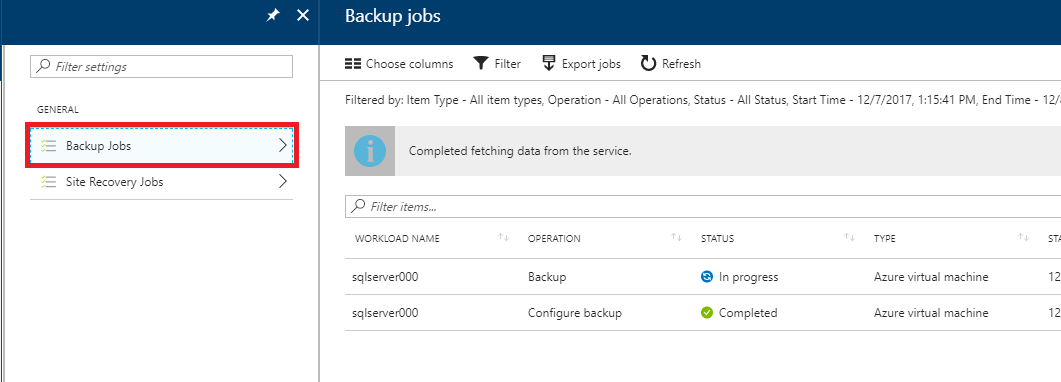 Backup jobs
Filter settings
GENERAL
Backup Jobs
Site Recovery Jobs
Choose columns Filter Export jobs Refresh
Filtered by: Item Type - All item types, Operation - All Operations, Status - All Status, Start Time - 12/7/2017, 1:15:41 PM, End Time - 12/
Completed fetching data from the service.
Filter items...
WORKLOAD NAME OPERATION STATUS TYPE STA
sqlserver000 Backup In progress Azure virtual machine 12
sqlserver000 Configure backup Completed Azure virtual machine 12